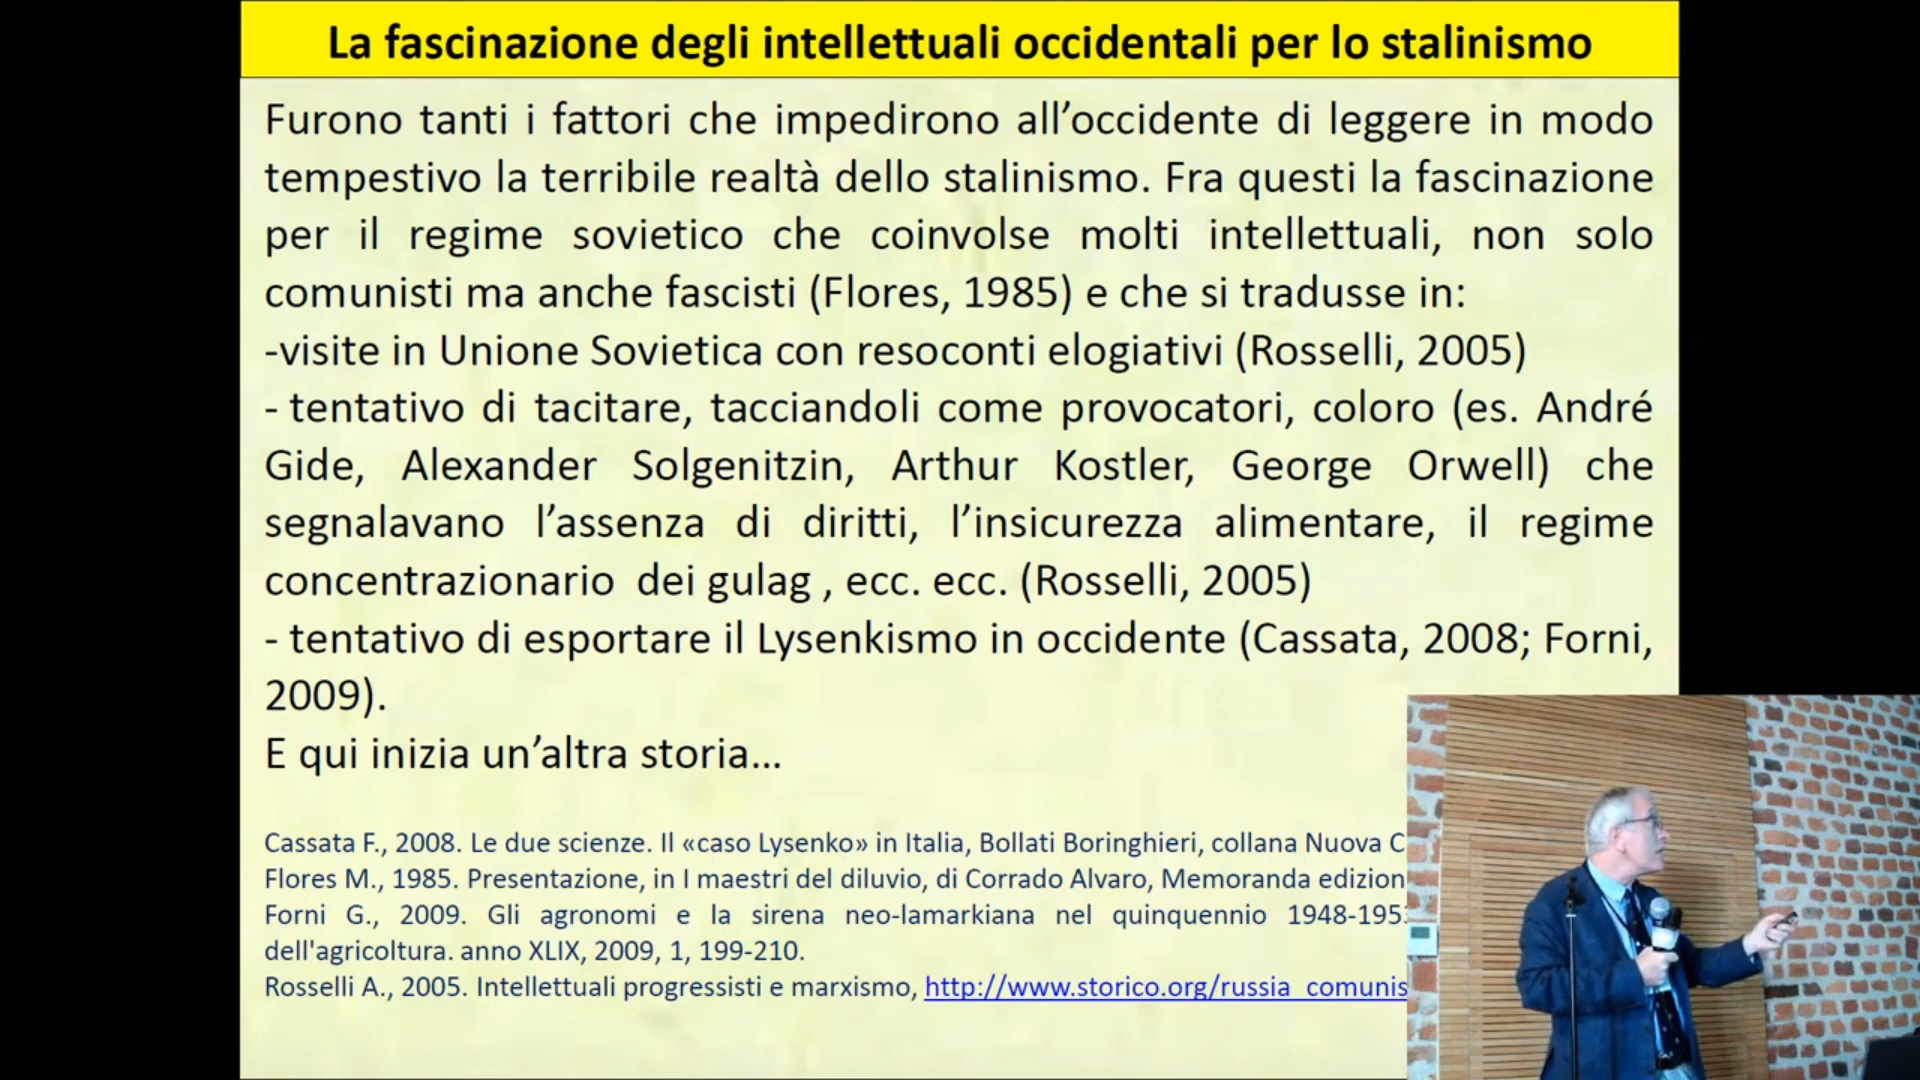 La fascinazione degli intellettuali occidentali per lo stalinismo
Furono tanti i fattori che impedirono all’occidente di leggere in modo
tempestivo la terribile realtà dello stalinismo. Fra questi la fascinazione
per il regime sovietico che coinvolse molti intellettuali, non solo
comunisti ma anche fascisti (Flores, 1985) e che si tradusse in:
-visite in Unione Sovietica con resoconti elogiativi (Rosselli, 2005)
- tentativo di tacitare, tacciandoli come provocatori, coloro (es. André
Gide, Alexander Solgenitzin, Arthur Kostler, George Orwell) che
segnalavano l’assenza di diritti, l’insicurezza alimentare, il regime
concentrazionario dei gulag , ecc. ecc. (Rosselli, 2005)
- tentativo di esportare il Lysenkismo in occidente (Cassata, 2008; Forni,
2009).
E qui inizia un’altra storia…
Cassata F., 2008. Le due scienze. Il «caso Lysenko» in Italia, Bollati Boringhieri, collana Nuova C
Flores M., 1985. Presentazione, in I maestri del diluvio, di Corrado Alvaro, Memoranda edizion
Forni G., 2009. Gli agronomi e la sirena neo-lamarkiana nel quinquennio 1948-195
dell'agricoltura. anno XLIX, 2009, 1, 199-210.
Rosselli A., 2005. Intellettuali progressisti e marxismo, http://www.storico.org/russia_comunis